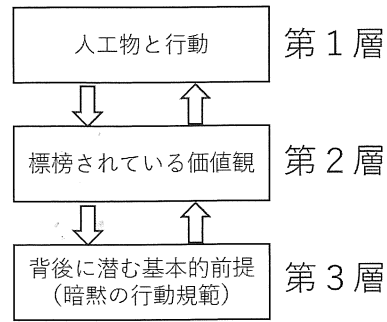 人工物と行動
第1層
標榜されている価値観
第2層
背後に潜む基本的前提
(暗黙の行動規範)
第3層